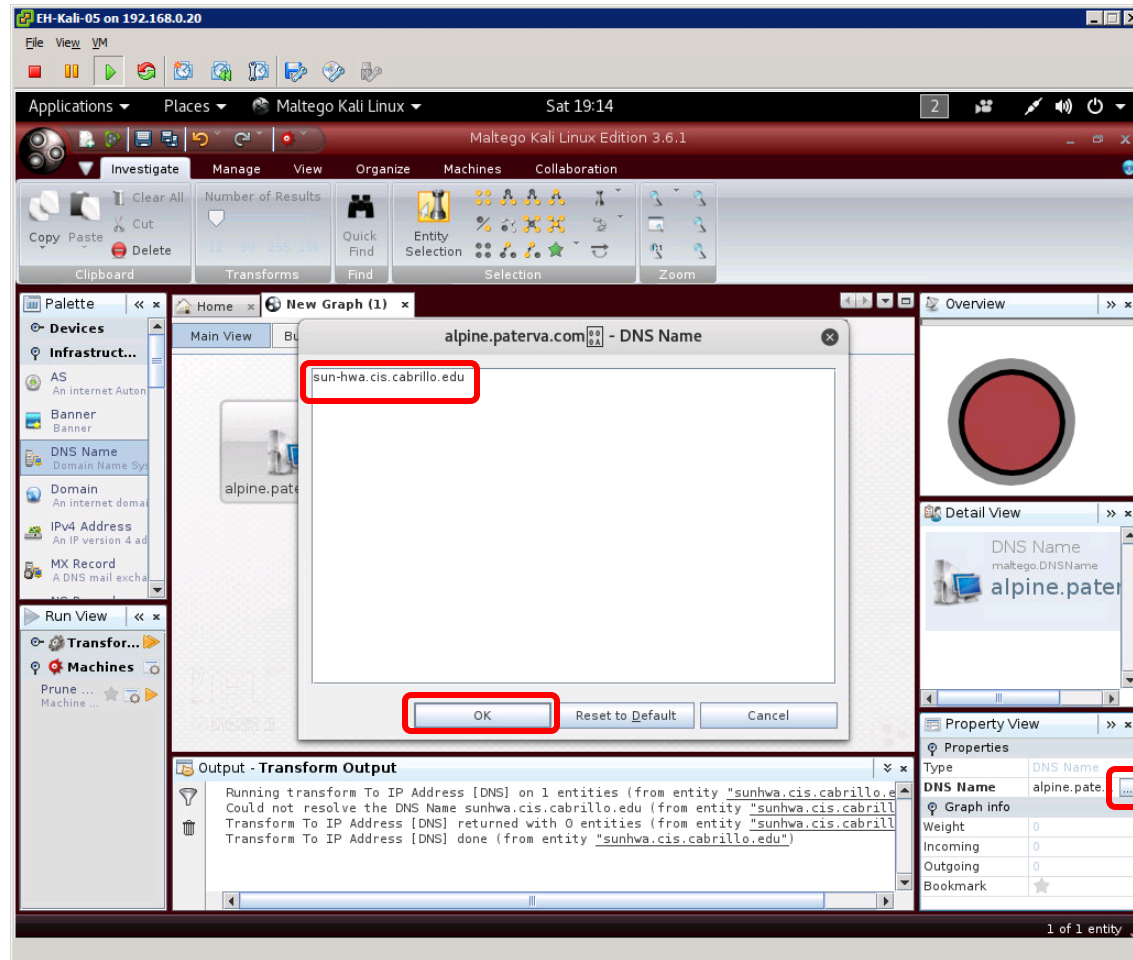 EH-Kali-05 on 192.168.0.20
File View VM
Applications Places Maltego Kali Linux Sat 19:14 2
Maltego Kali Linux Edition 3.6.1
Investigate Manage View Organize Machines Collaboration
Clear All Number of Results
Cut
Copy Paste Delete
12 50 255 10k
Quick Find
Entity Selection
Clipboard Transforms Find Selection Zoom
Palette
Home New Graph (1)
Overview
Devices
Infrastruct...
AS
An internet Auton
Banner
Banner
DNS Name
Domain Name Sys
Domain
An internet domai
IPv4 Address
An IP version 4 ad
MX Record
A DNS mail excha
Main View Bu
alpine.pate
alpine.paterva.com - DNS Name
sun-hwa.cis.cabrillo.edu
OK Reset to Default Cancel
Detail View
DNS Name
maltego.DNSName
alpine.pater
Run View
Transfor...
Machines
Prune ...
Machine ...
Output - Transform Output
Running transform To IP Address [DNS] on 1 entities (from entity "sunhwa.cis.cabrillo.e
Could not resolve the DNS Name sunhwa.cis.cabrillo.edu (from entity "sunhwa.cis.cabrill
Transform To IP Address [DNS] returned with 0 entities (from entity "sunhwa.cis.cabrill
Transform To IP Address [DNS] done (from entity "sunhwa.cis.cabrillo.edu")
Property View
Properties
Type DNS Name
DNS Name alpine.pate... ...
Graph info
Weight 0
Incoming 0
Outgoing 0
Bookmark
1 of 1 entity